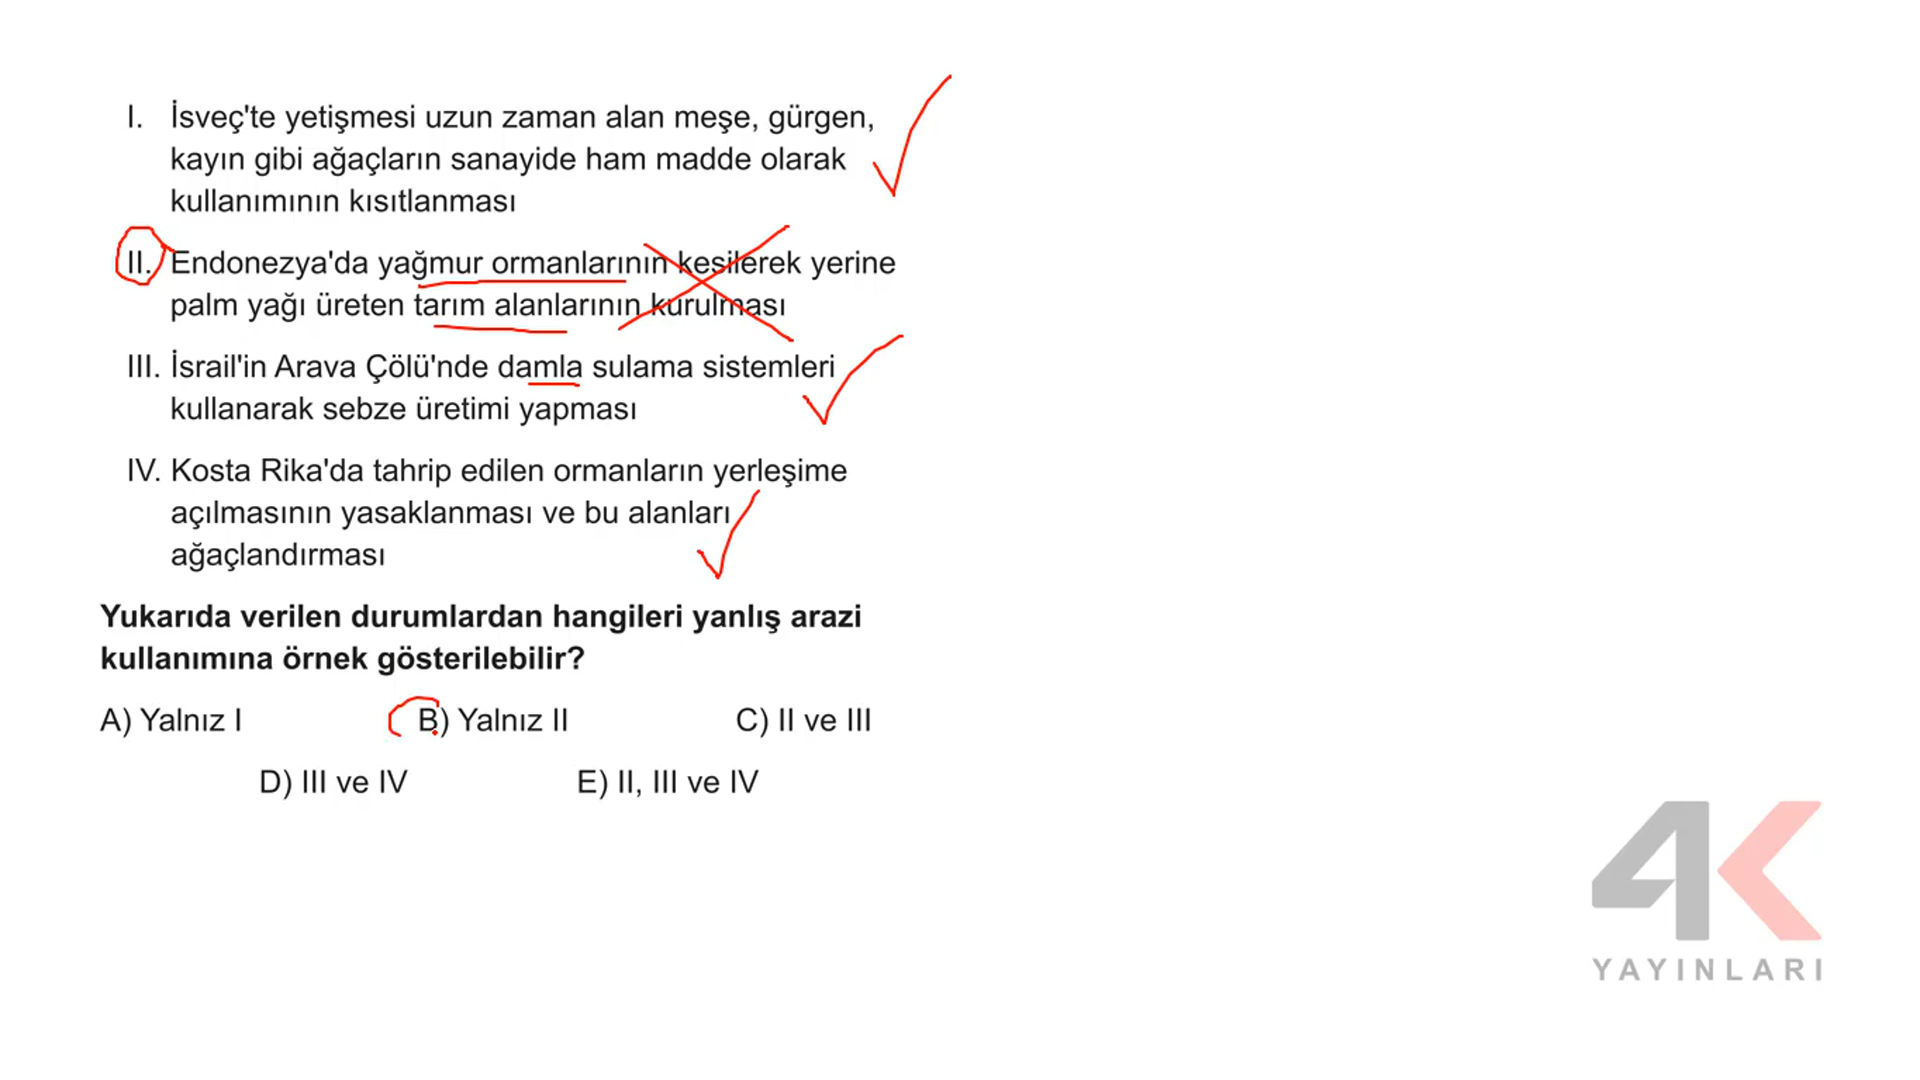 I. İsveç'te yetişmesi uzun zaman alan meşe, gürgen,
kayın gibi ağaçların sanayide ham madde olarak
kullanımının kısıtlanması
II. Endonezya'da yağmur ormanlarının kesilerek yerine
palm yağı üreten tarım alanlarının kurulması
III. İsrail'in Arava Çölü'nde damla sulama sistemleri
kullanarak sebze üretimi yapması
IV. Kosta Rika'da tahrip edilen ormanların yerleşime
açılmasının yasaklanması ve bu alanları
ağaçlandırması
Yukarıda verilen durumlardan hangileri yanlış arazi
kullanımına örnek gösterilebilir?
A) Yalnız I B) Yalnız II C) II ve III
D) III ve IV E) II, III ve IV
4K
YAYINLARI